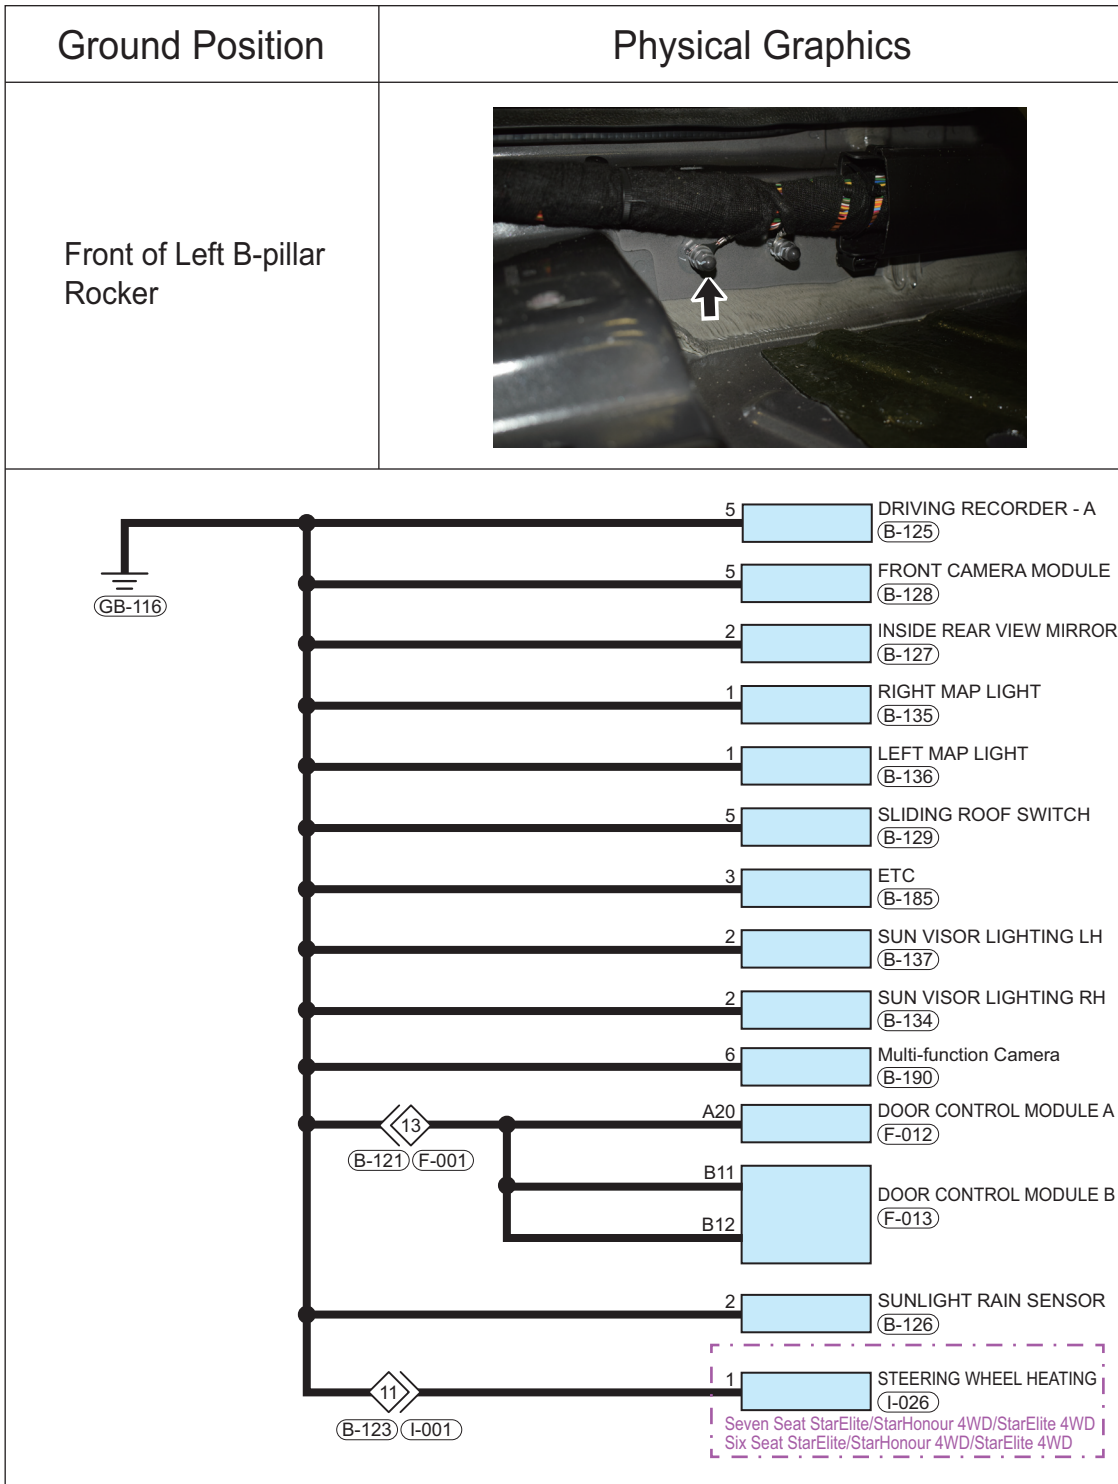 Ground Position
Physical Graphics
Front of Left B-pillar
Rocker
5
DRIVING RECORDER - A
B-125
GB-116
5
FRONT CAMERA MODULE
B-128
2
INSIDE REAR VIEW MIRROR
B-127
1
RIGHT MAP LIGHT
B-135
1
LEFT MAP LIGHT
B-136
5
SLIDING ROOF SWITCH
B-129
3
ETC
B-185
2
SUN VISOR LIGHTING LH
B-137
2
SUN VISOR LIGHTING RH
B-134
6
Multi-function Camera
B-190
13
B-121 F-001
A20
DOOR CONTROL MODULE A
F-012
B11
B12
DOOR CONTROL MODULE B
F-013
2
SUNLIGHT RAIN SENSOR
B-126
11
B-123 I-001
1
STEERING WHEEL HEATING
I-026
Seven Seat StarElite/StarHonour 4WD/StarElite 4WD
Six Seat StarElite/StarHonour 4WD/StarElite 4WD